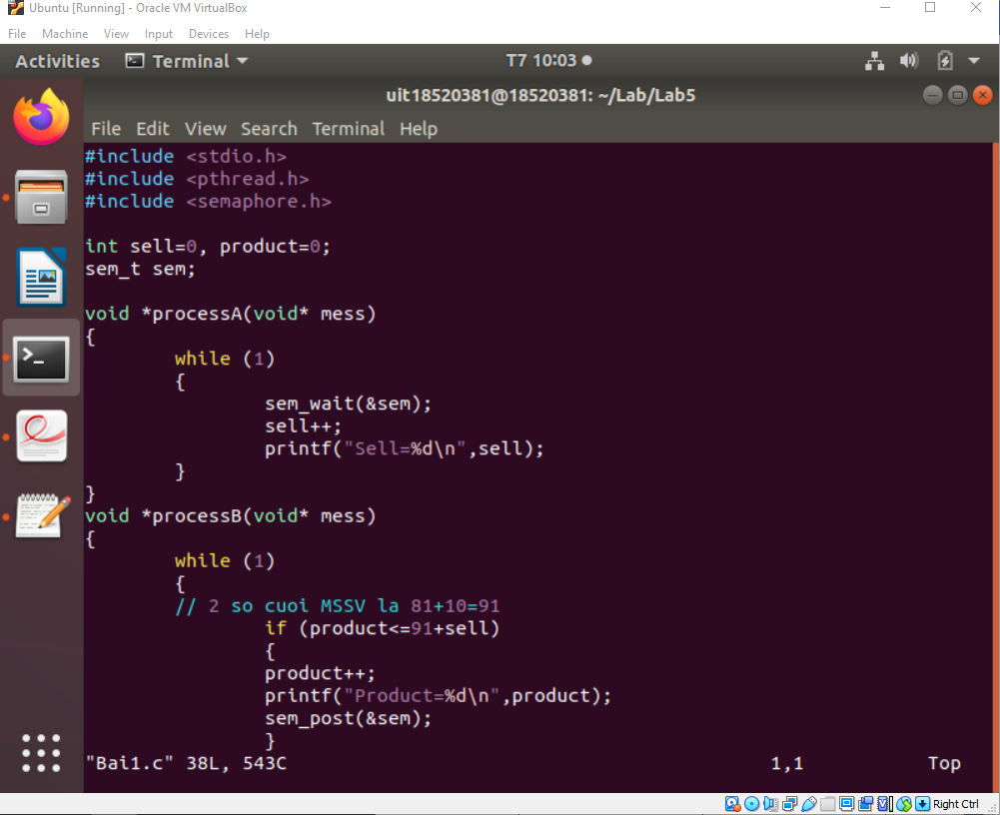 Ubuntu [Running] - Oracle VM VirtualBox
File Machine View Input Devices Help
Activities Terminal T7 10:03
uit18520381@18520381: ~/Lab/Lab5
File Edit View Search Terminal Help
#include <stdio.h>
#include <pthread.h>
#include <semaphore.h>
int sell=0, product=0;
sem_t sem;
void *processA(void* mess)
{
while (1)
{
sem_wait(&sem);
sell++;
printf("Sell=%d\n",sell);
}
}
void *processB(void* mess)
{
while (1)
{
// 2 so cuoi MSSV la 81+10=91
if (product<=91+sell)
{
product++;
printf("Product=%d\n",product);
sem_post(&sem);
}
"Bai1.c" 38L, 543C 1,1 Top
Right Ctrl